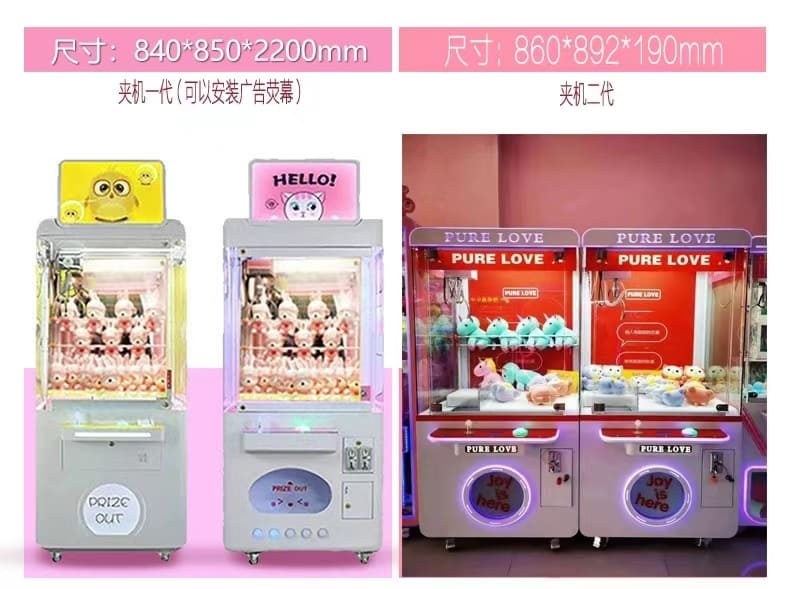 尺寸：840*850*2200mm
夹机一代(可以安装广告荧幕)
尺寸: 860*892*190mm
夹机二代
HELLO!
PRIZE OUT
PRIZE
OUT
PURE LOVE
PURE LOVE
PURE LOVE
PURE LOVE
PURE LOVE
PURE LOVE
PURE LOVE
PURE LOVE
Joy
is
here
Joy
is
here